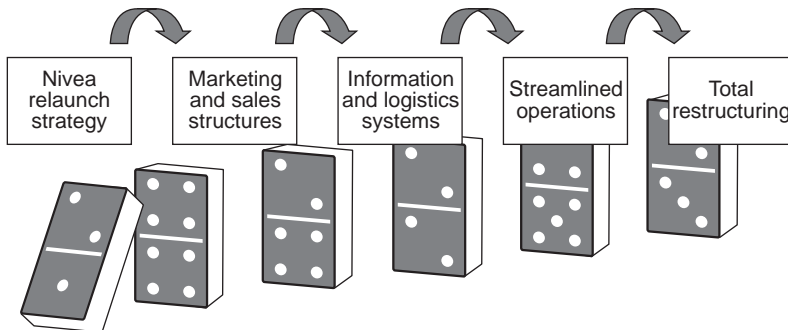 Nivea
relaunch
strategy
Marketing
and sales
structures
Information
and logistics
systems
Streamlined
operations
Total
restructuring